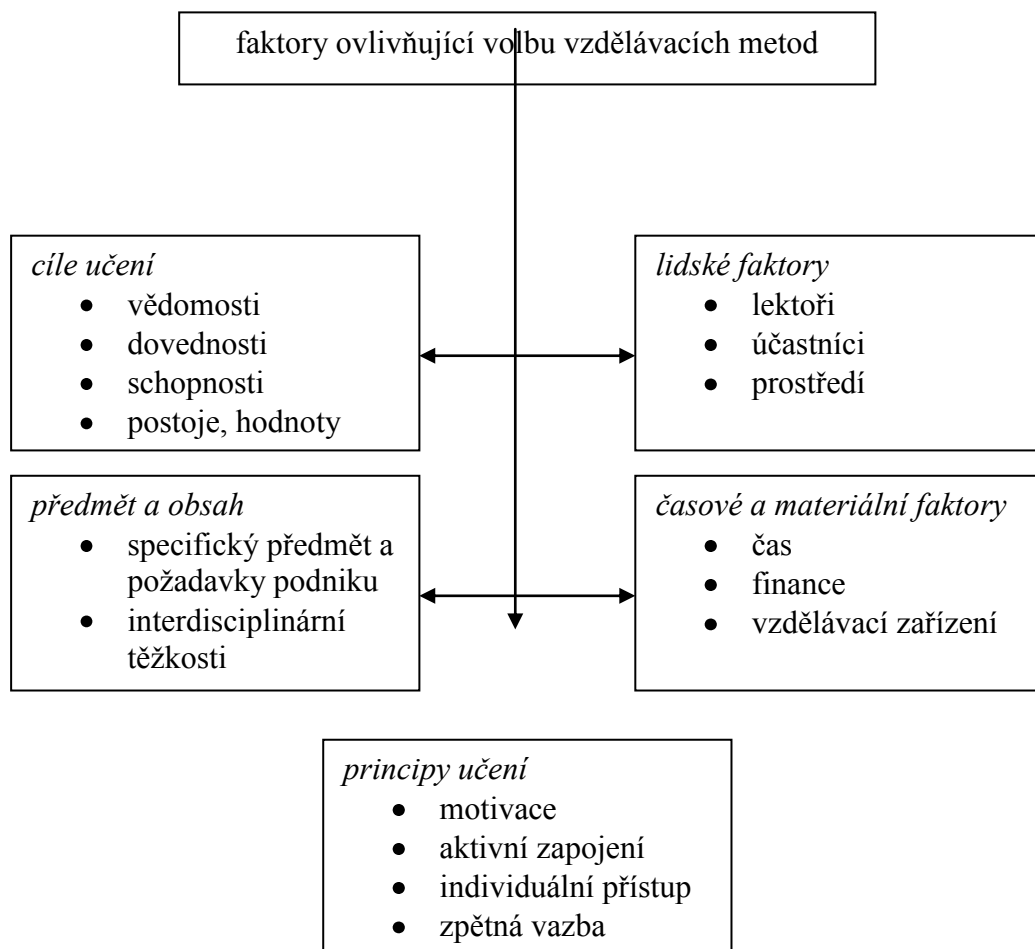 faktory ovlivňující volbu vzdělávacích metod
cíle učení
• vědomosti
• dovednosti
• schopnosti
• postoje, hodnoty
lidské faktory
• lektoři
• účastníci
• prostředí
předmět a obsah
• specifický předmět a
požadavky podniku
• interdisciplinární
těžkosti
časové a materiální faktory
• čas
• finance
• vzdělávací zařízení
principy učení
• motivace
• aktivní zapojení
• individuální přístup
• zpětná vazba